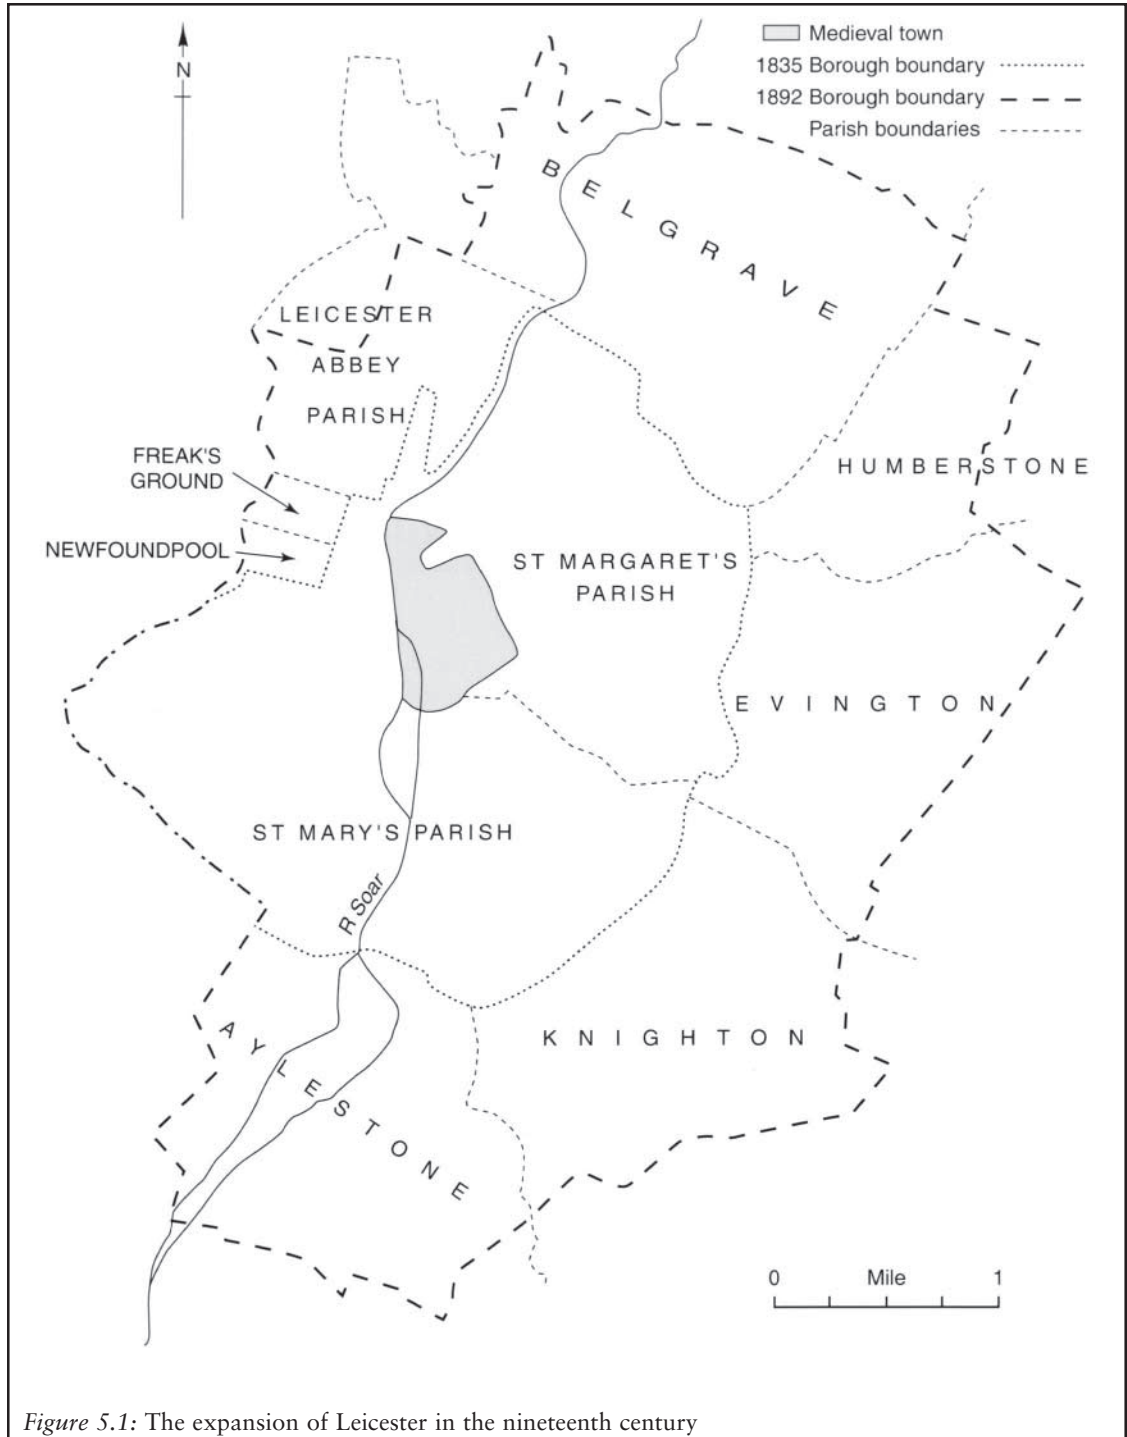 N
Medieval town
1835 Borough boundary
1892 Borough boundary
Parish boundaries
BELGRAVE
LEICESTER
ABBEY
PARISH
FREAK'S
GROUND
NEWFOUNDPOOL
HUMBERSTONE
ST MARGARET'S
PARISH
EVINGTON
ST MARY'S PARISH
R Soar
KNIGHTON
AYLESTONE
0 Mile 1
Figure 5.1: The expansion of Leicester in the nineteenth century